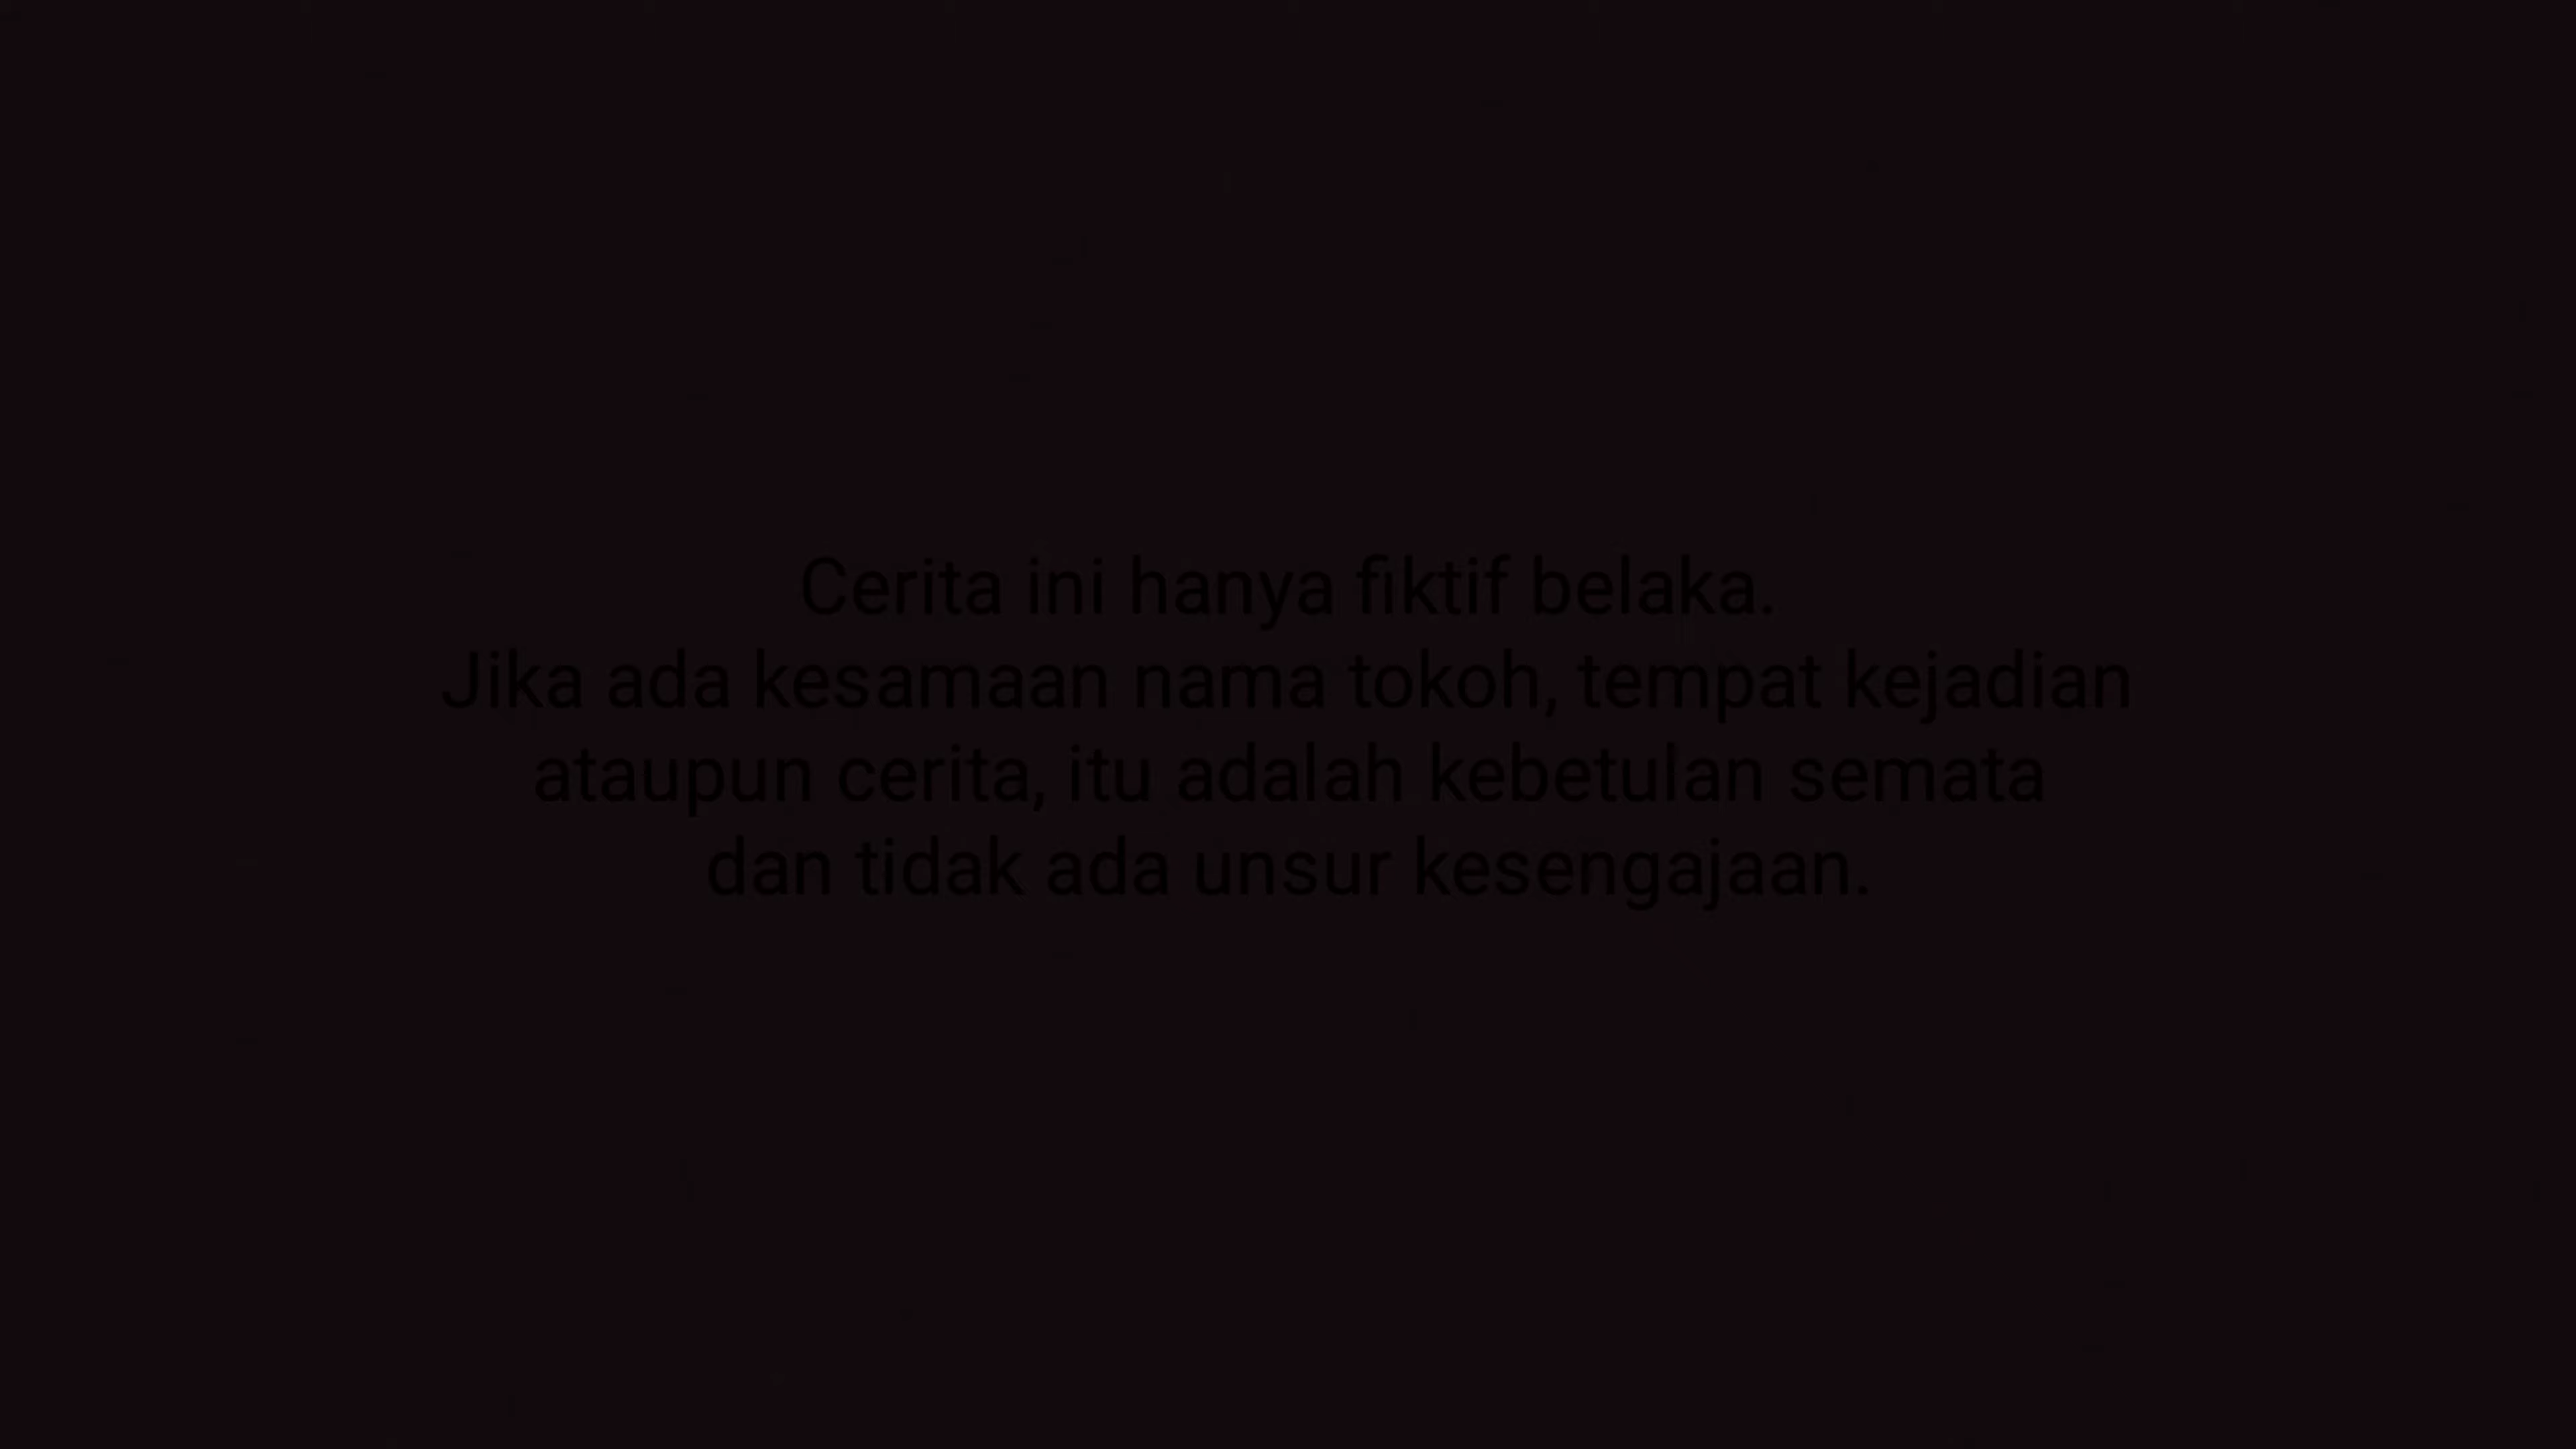 Cerita ini hanya fiktif belaka.
Jika ada kesamaan nama tokoh, tempat kejadian
ataupun cerita, itu adalah kebetulan semata
dan tidak ada unsur kesengajaan.